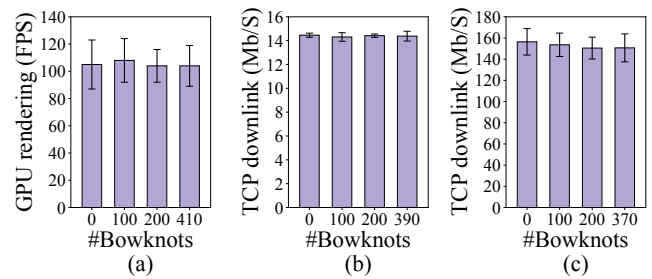 GPU rendering (FPS)
140
120
100
80
60
40
20
0
0 100 200 410
#Bowknots
(a)
TCP downlink (Mb/S)
16
14
12
10
8
6
4
2
0
0 100 200 390
#Bowknots
(b)
TCP downlink (Mb/S)
180
160
140
120
100
80
60
40
20
0
0 100 200 370
#Bowknots
(c)